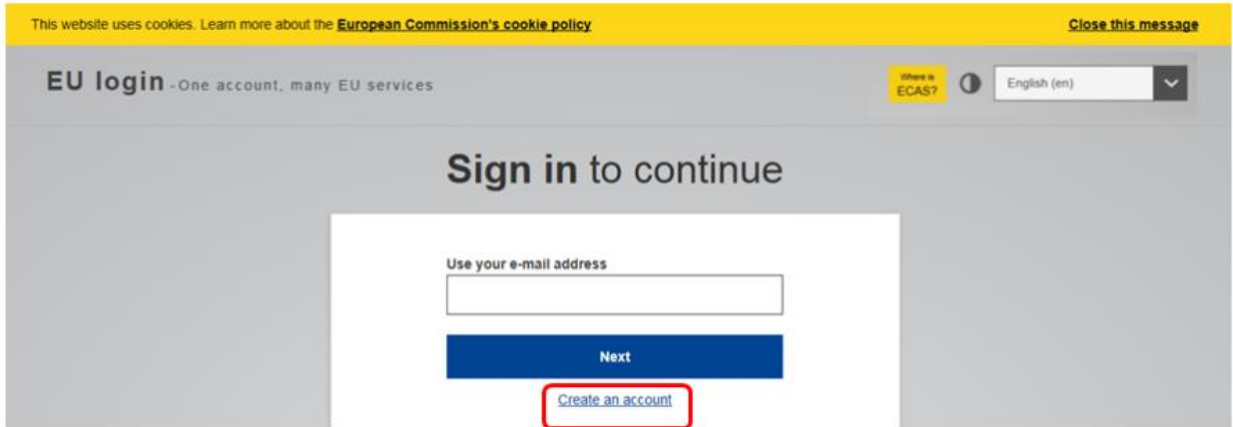 This website uses cookies. Learn more about the European Commission's cookie policy
Close this message
EU login - One account, many EU services
Where is
ECAS?
English (en)
Sign in to continue
Use your e-mail address
Next
Create an account